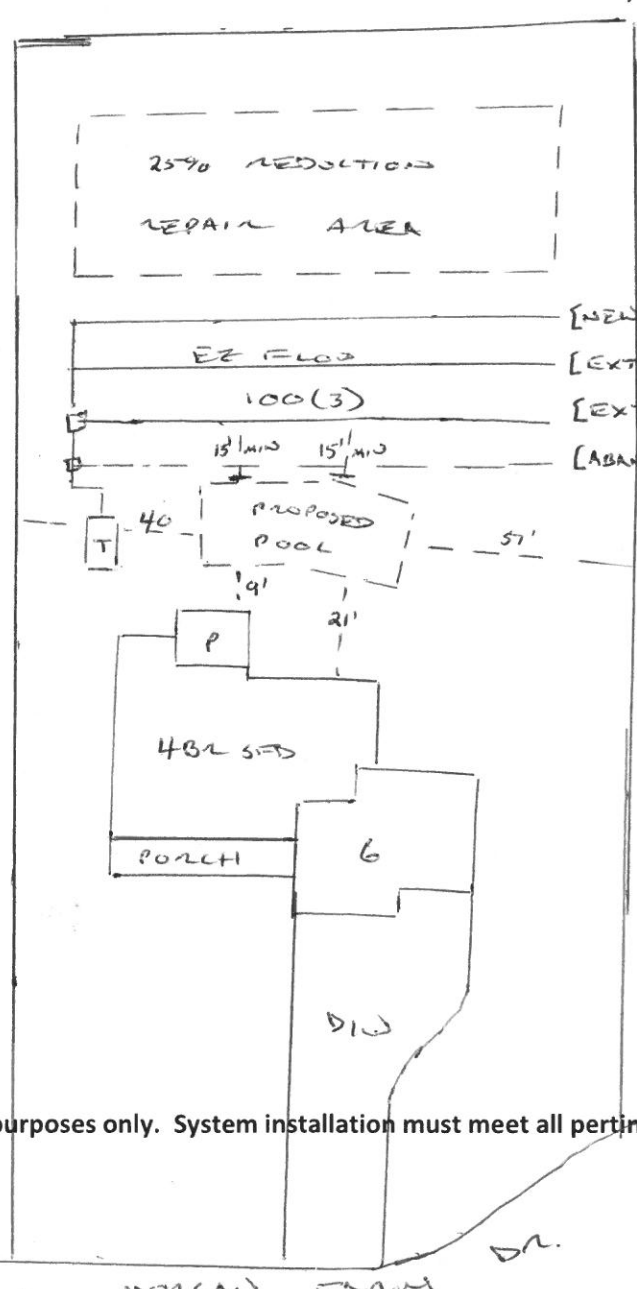 25% REDUCTION
REPAIR AREA
[NEW
EZ FLOW
[EXT
100(3)
[EXT
15' MIN 15' MIN
[ABAN
40
PROPOSED
POOL
57'
T
9'
21'
P
4BR SFD
PORCH
G
D/W
purposes only. System installation must meet all pertin
DR.